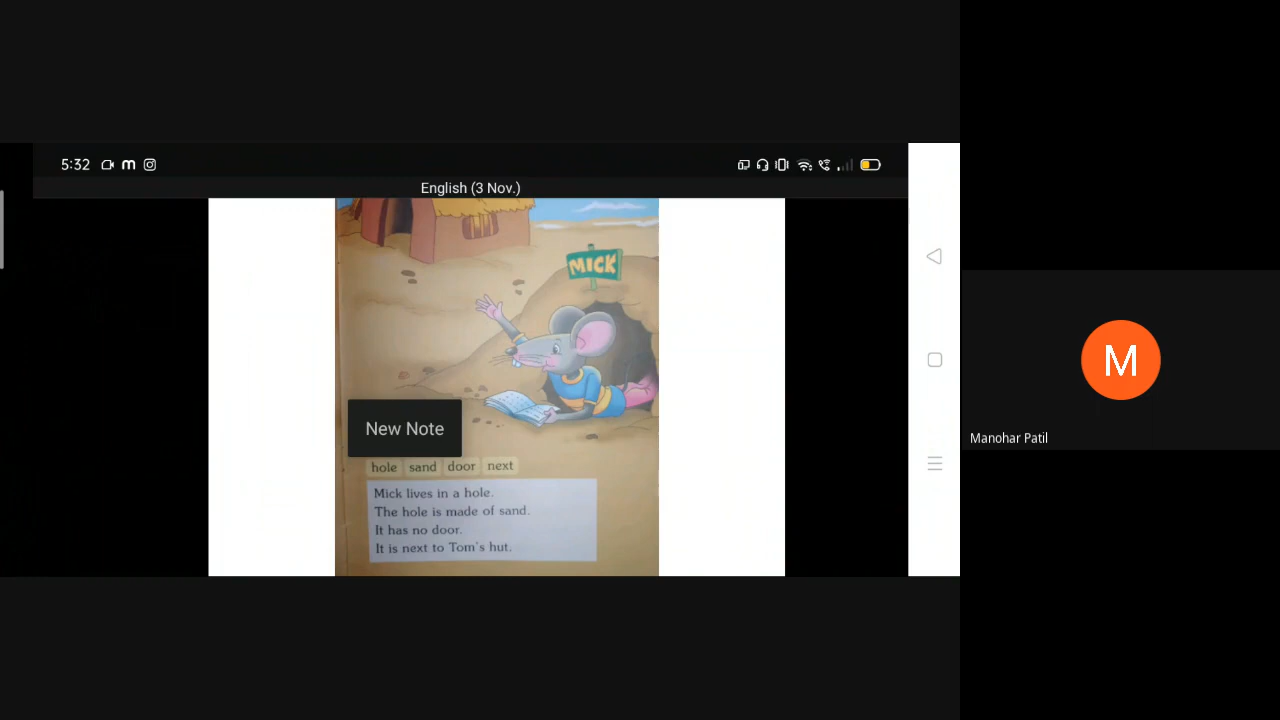 5:32
English (3 Nov.)
MICK
New Note
hole sand door next
Mick lives in a hole.
The hole is made of sand.
It has no door.
It is next to Tom's hut.
M
Manohar Patil